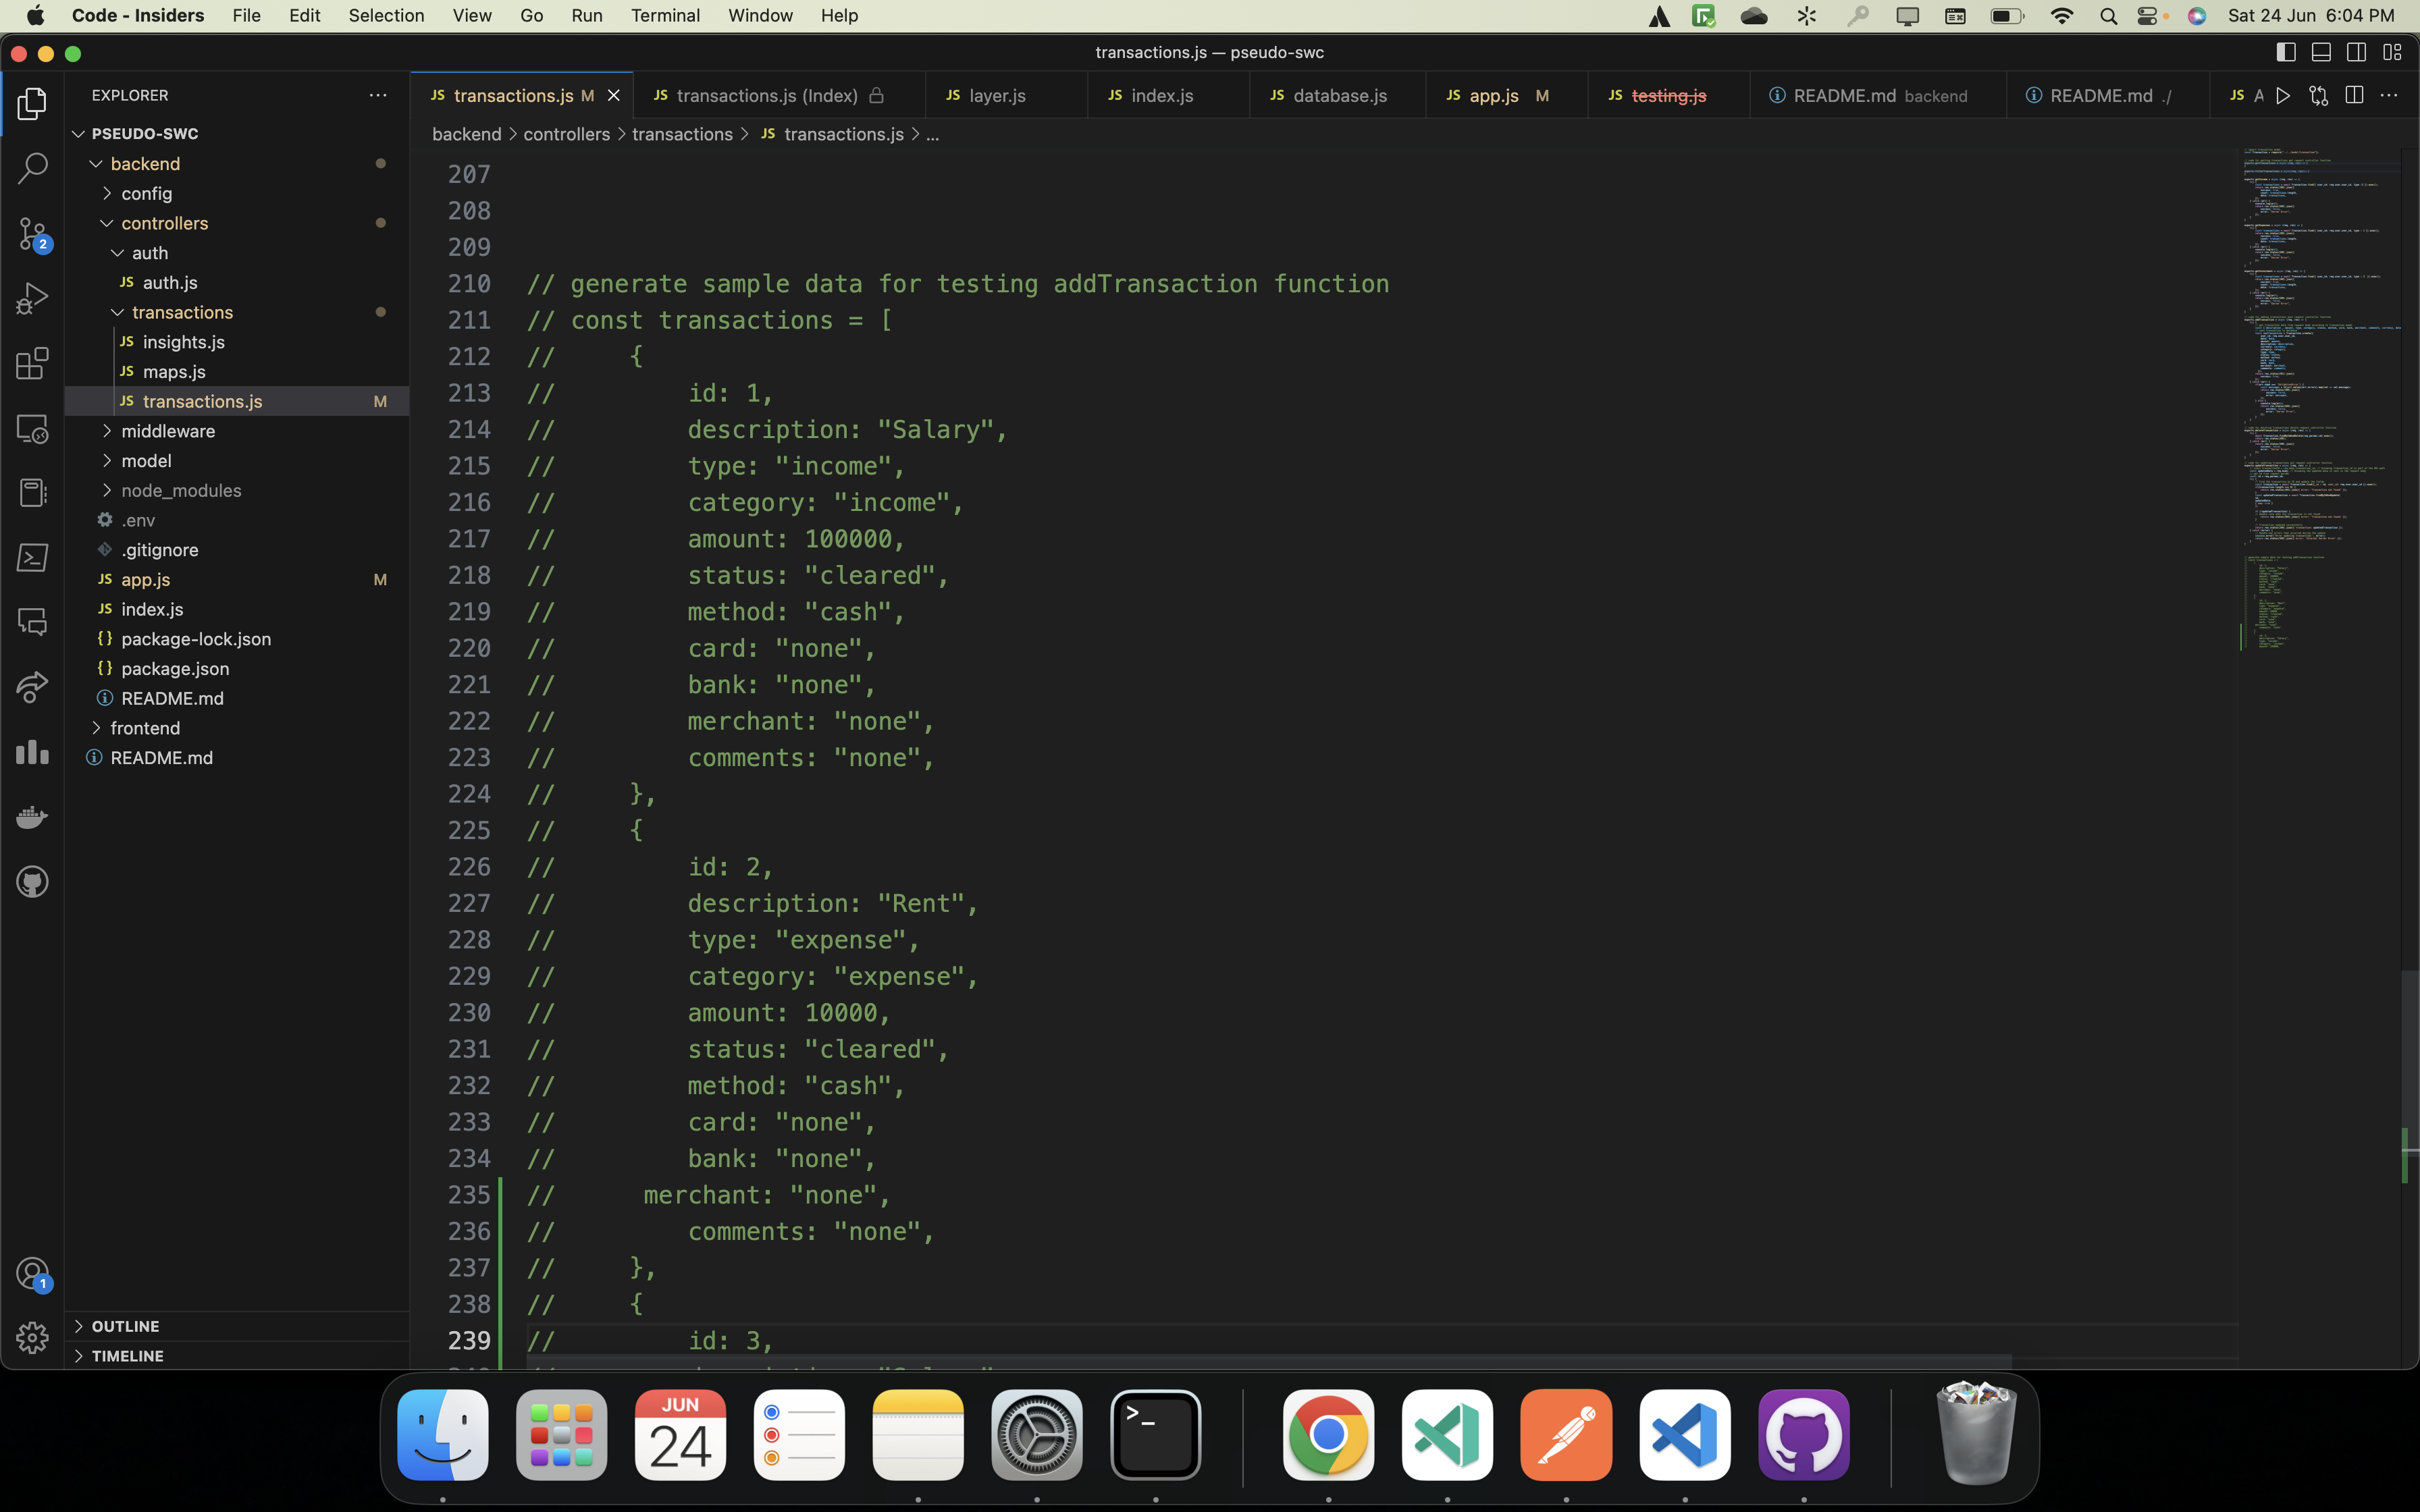 Code - Insiders File Edit Selection View Go Run Terminal Window Help Sat 24 Jun 6:04 PM
transactions.js — pseudo-swc
EXPLORER
JS transactions.js M
JS transactions.js (Index)
JS layer.js
JS index.js
JS database.js
JS app.js M
JS testing.js
README.md backend
README.md ./
JS A
backend > controllers > transactions > JS transactions.js > ...
PSEUDO-SWC
backend
config
controllers
auth
JS auth.js
transactions
JS insights.js
JS maps.js
JS transactions.js M
middleware
model
node_modules
.env
.gitignore
JS app.js M
JS index.js
{} package-lock.json
{} package.json
README.md
frontend
README.md
OUTLINE
TIMELINE
2
1
207
208
209
210 // generate sample data for testing addTransaction function
211 // const transactions = [
212 // {
213 // id: 1,
214 // description: "Salary",
215 // type: "income",
216 // category: "income",
217 // amount: 100000,
218 // status: "cleared",
219 // method: "cash",
220 // card: "none",
221 // bank: "none",
222 // merchant: "none",
223 // comments: "none",
224 // },
225 // {
226 // id: 2,
227 // description: "Rent",
228 // type: "expense",
229 // category: "expense",
230 // amount: 10000,
231 // status: "cleared",
232 // method: "cash",
233 // card: "none",
234 // bank: "none",
235 // merchant: "none",
236 // comments: "none",
237 // },
238 // {
239 // id: 3,
JUN
24
>_